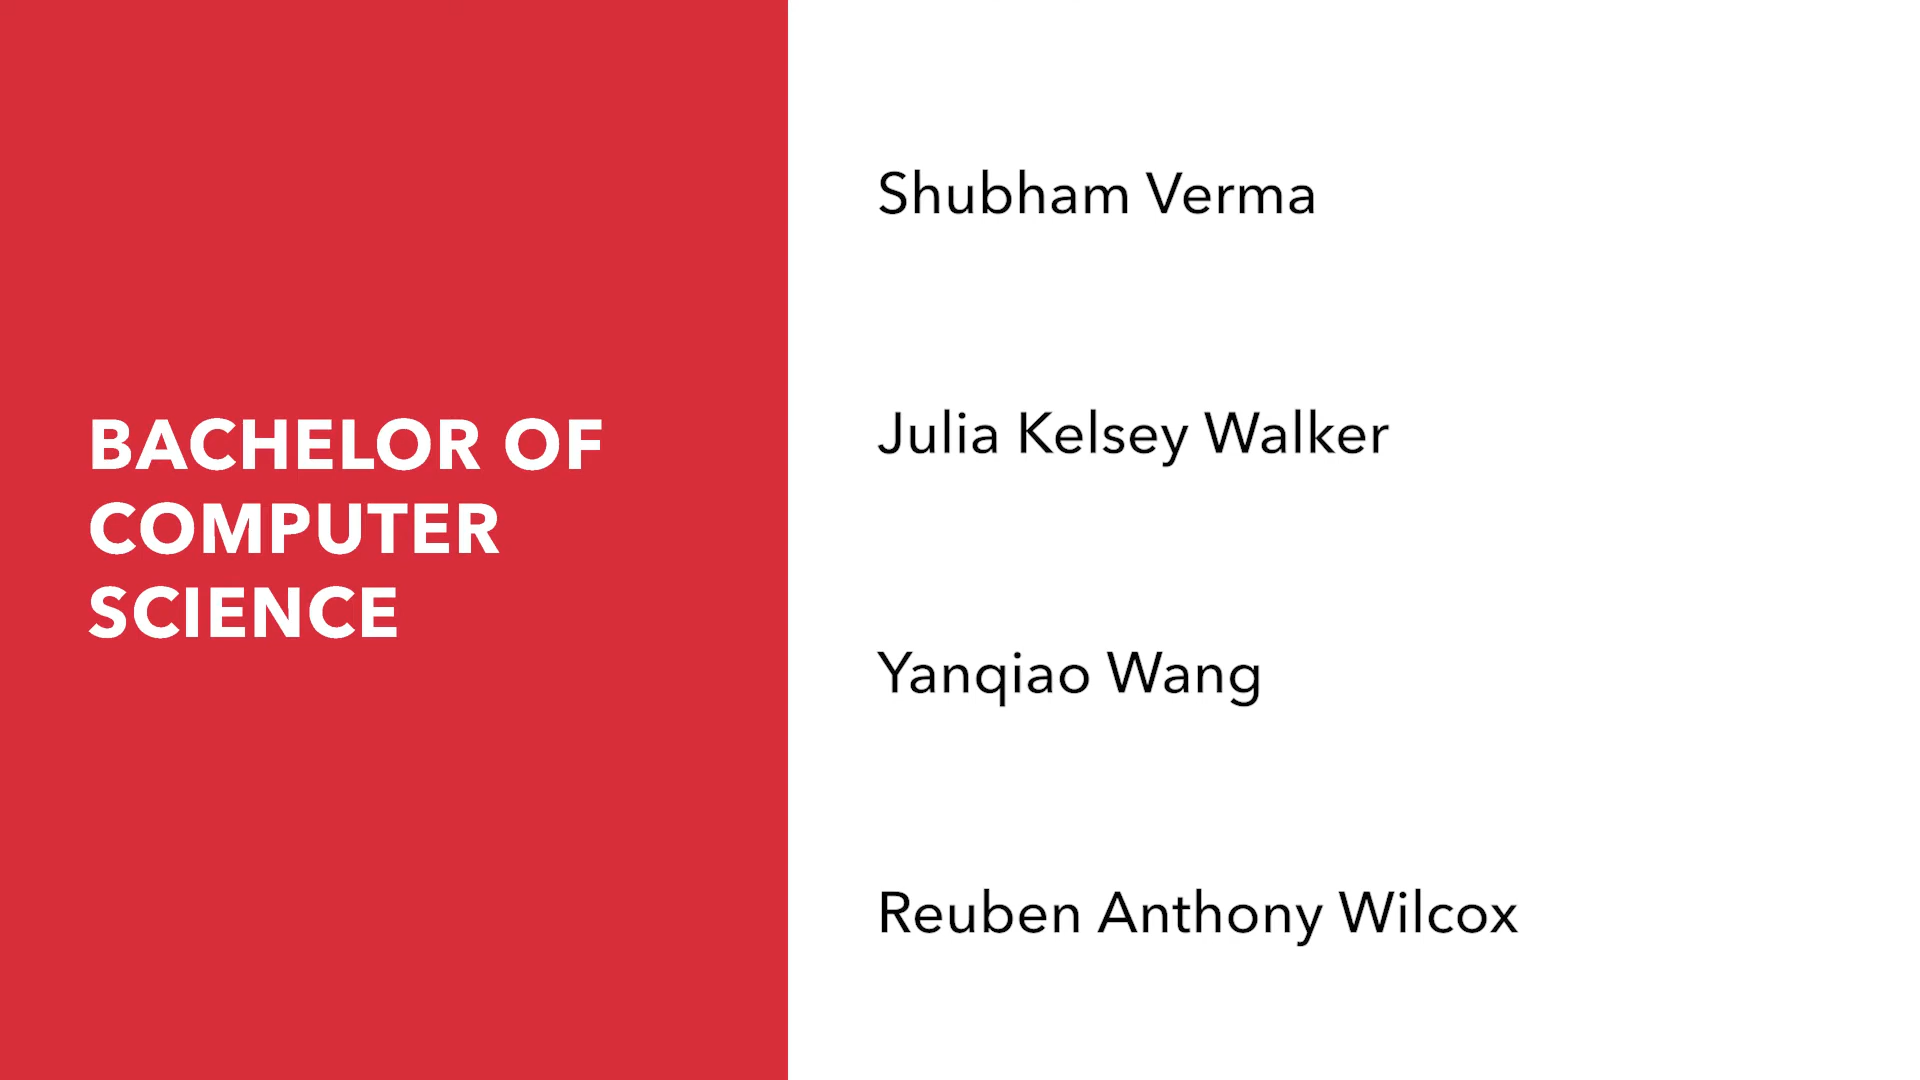 BACHELOR OF
COMPUTER
SCIENCE
Shubham Verma
Julia Kelsey Walker
Yanqiao Wang
Reuben Anthony Wilcox